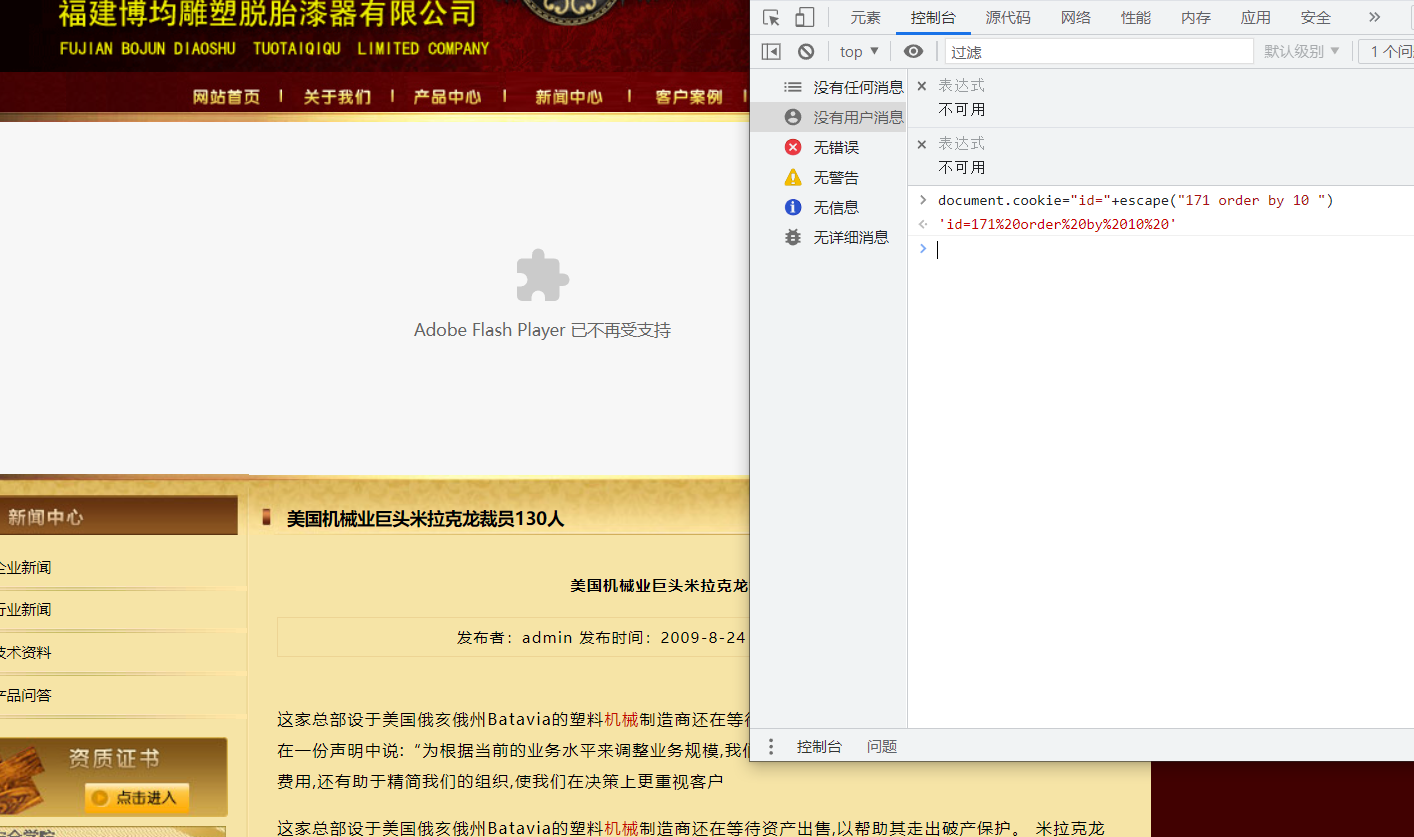 福建博均雕塑脱胎漆器有限公司
FUJIAN BOJUN DIAOSHU TUOTAIQIQU LIMITED COMPANY
网站首页 | 关于我们 | 产品中心 | 新闻中心 | 客户案例 |
Adobe Flash Player 已不再受支持
新闻中心
企业新闻
行业新闻
技术资料
产品问答
资质证书
点击进入
美国机械业巨头米拉克龙裁员130人
美国机械业巨头米拉克龙
发布者：admin 发布时间：2009-8-24
这家总部设于美国俄亥俄州Batavia的塑料机械制造商还在等待
在一份声明中说:“为根据当前的业务水平来调整业务规模,我们
费用,还有助于精简我们的组织,使我们在决策上更重视客户
这家总部设于美国俄亥俄州Batavia的塑料机械制造商还在等待资产出售,以帮助其走出破产保护。 米拉克龙
元素 控制台 源代码 网络 性能 内存 应用 安全
top ▼ 过滤 默认级别 ▼ 1 个问
没有任何消息
没有用户消息
无错误
无警告
无信息
无详细消息
表达式
不可用
表达式
不可用
document.cookie="id="+escape("171 order by 10 ")
'id=171%20order%20by%2010%20'
控制台 问题